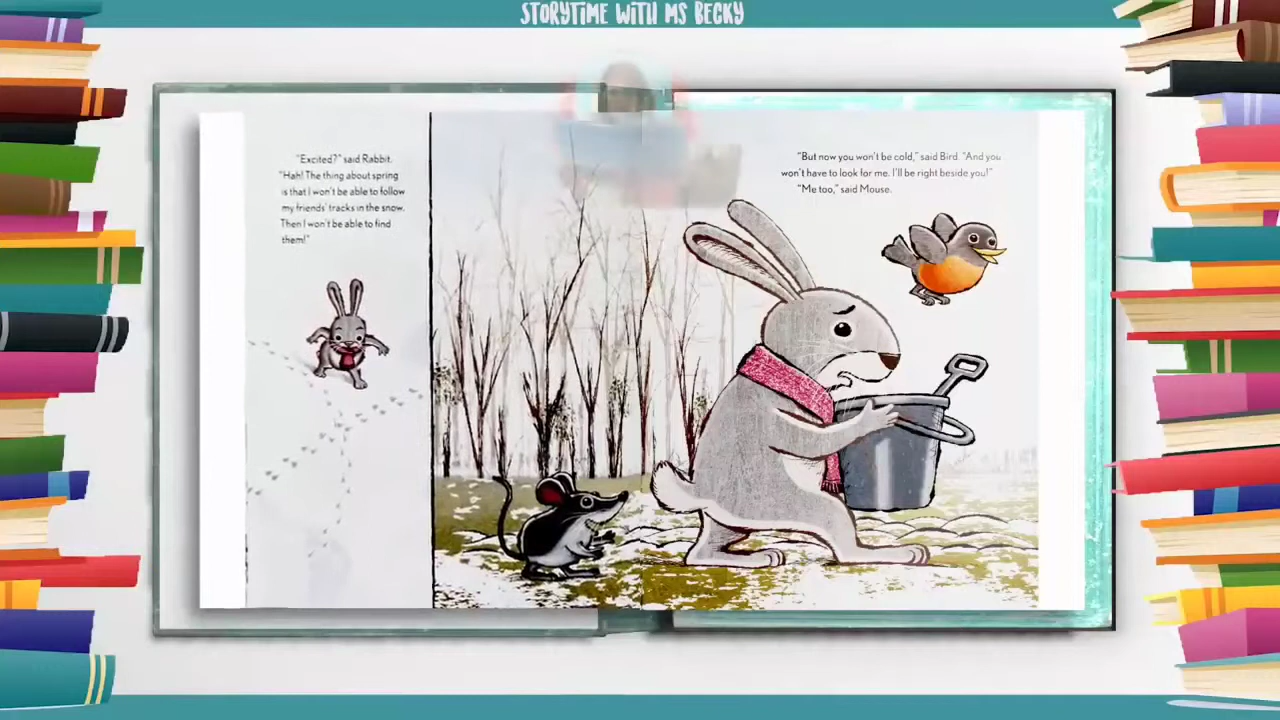 STORYTIME WITH MS BECKY
"Excited?" said Rabbit.
"Hah! The thing about spring
is that I won't be able to follow
my friends' tracks in the snow.
Then I won't be able to find
them!"
"But now you won't be cold," said Bird. "And you
won't have to look for me. I'll be right beside you!"
"Me too," said Mouse.